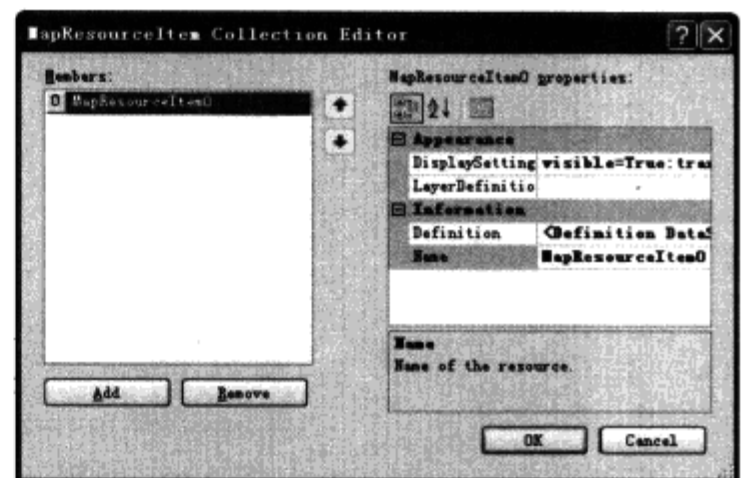 MapResourceItem Collection Editor
Members:
0 MapResourceItem0
Add
Remove
MapResourceItem0 properties:
Appearance
DisplaySetting visible=True:tran
LayerDefinitio
Information
Definition <Definition DataS
Name MapResourceItem0
Name
Name of the resource.
OK
Cancel